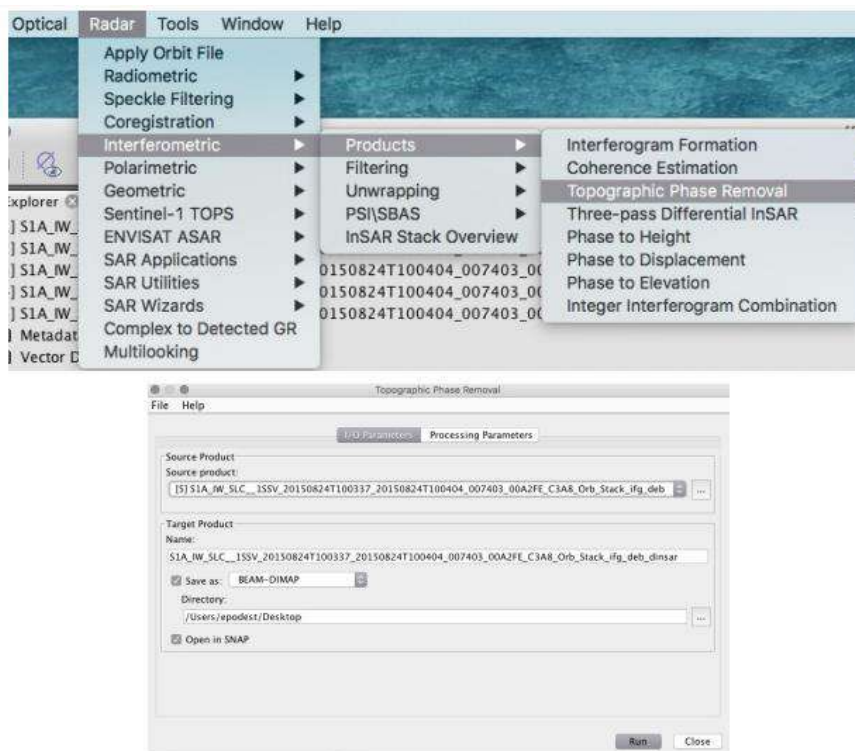 Optical Radar Tools Window Help
Apply Orbit File
Radiometric
Speckle Filtering
Coregistration
Interferometric
Polarimetric
Geometric
Sentinel-1 TOPS
ENVISAT ASAR
SAR Applications
SAR Utilities
SAR Wizards
Complex to Detected GR
Multilooking
Products
Filtering
Unwrapping
PSI\SBAS
InSAR Stack Overview
Interferogram Formation
Coherence Estimation
Topographic Phase Removal
Three-pass Differential InSAR
Phase to Height
Phase to Displacement
Phase to Elevation
Integer Interferogram Combination
Explorer
] S1A_IW_
] S1A_IW_
] S1A_IW_
] S1A_IW_
] S1A_IW_
Metadat
Vector D
0150824T100404_007403_00
0150824T100404_007403_00
0150824T100404_007403_00
Topographic Phase Removal
File Help
I/O Parameters Processing Parameters
Source Product
Source product:
[5] S1A_IW_SLC__1SSV_20150824T100337_20150824T100404_007403_00A2FE_C3A8_Orb_Stack_ifg_deb
...
Target Product
Name:
S1A_IW_SLC__1SSV_20150824T100337_20150824T100404_007403_00A2FE_C3A8_Orb_Stack_ifg_deb_dinsar
Save as: BEAM-DIMAP
Directory:
/Users/epodest/Desktop
...
Open in SNAP
Run Close